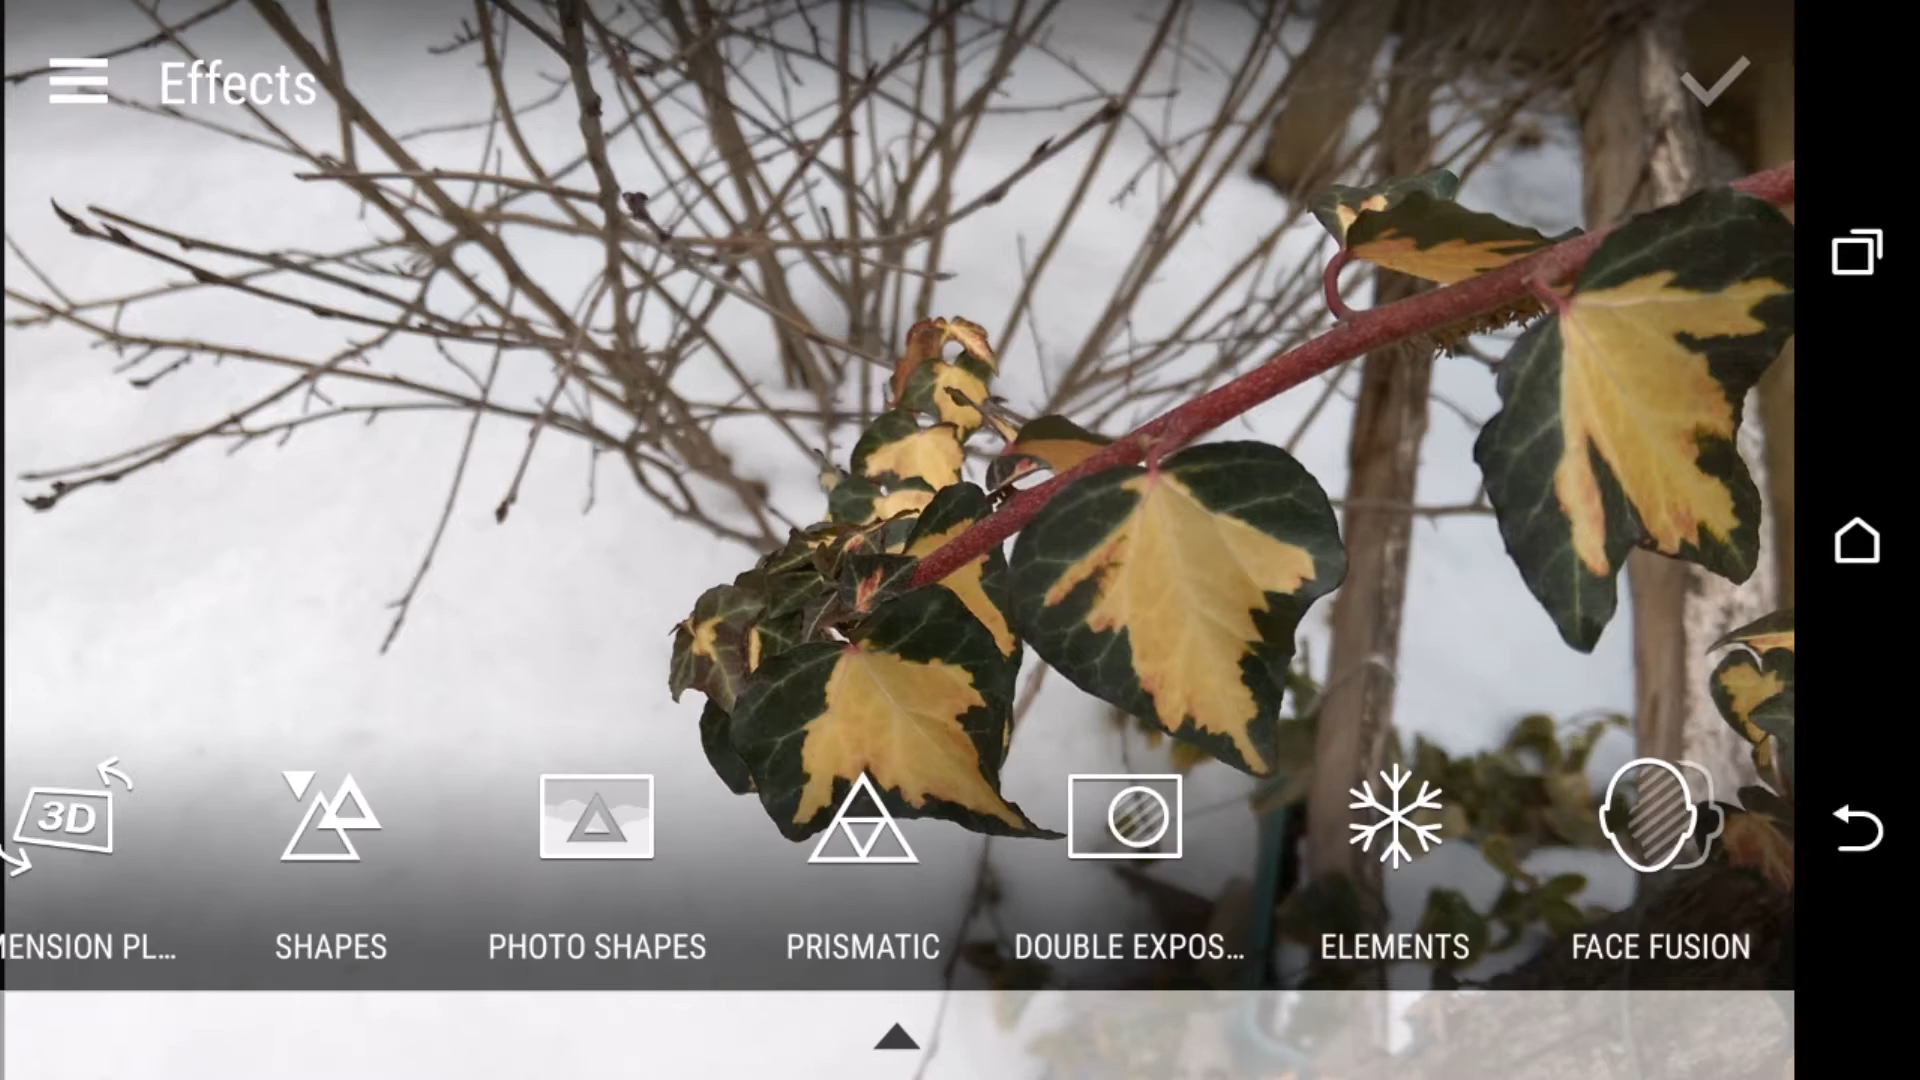 Effects
3D
MENSION PL...
SHAPES
PHOTO SHAPES
PRISMATIC
DOUBLE EXPOS...
ELEMENTS
FACE FUSION